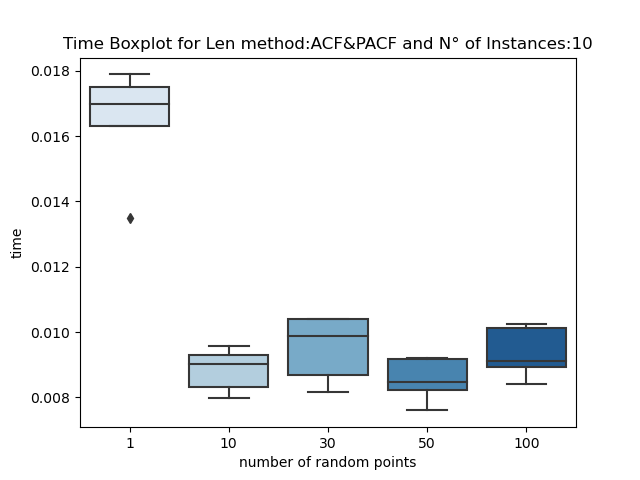 Time Boxplot for Len method:ACF&PACF and N° of Instances:10
0.018
0.016
0.014
0.012
0.010
0.008
time
1 10 30 50 100
number of random points